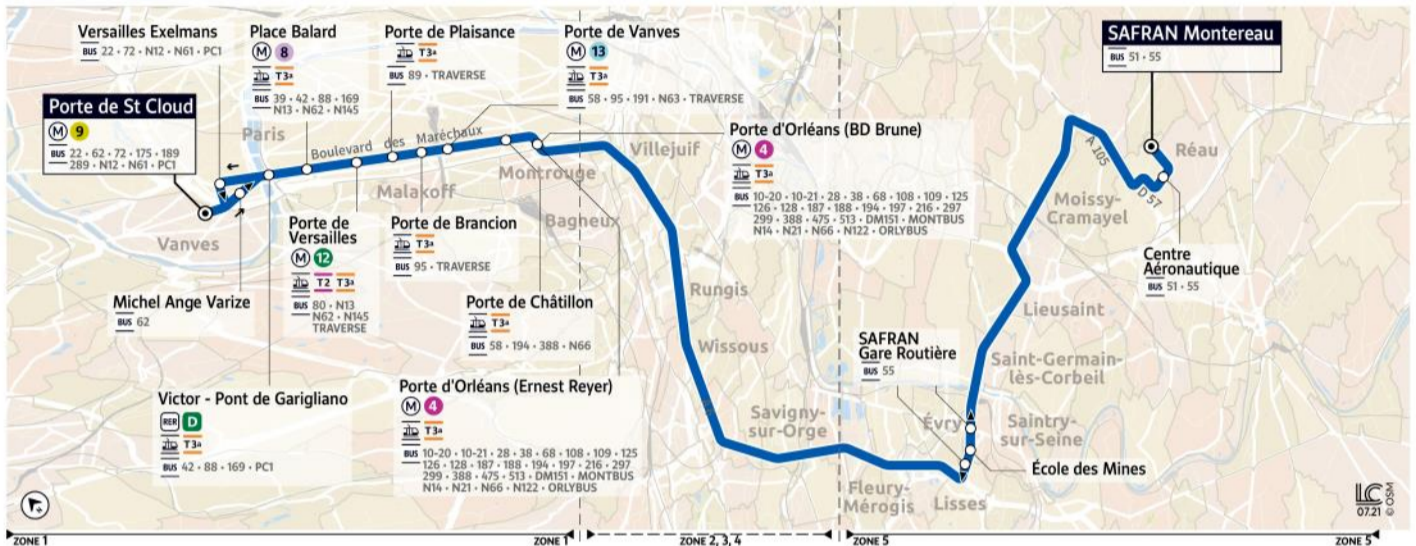 Versailles Exelmans
BUS 22 • 72 • N12 • N61 • PC1
Place Balard
M 8
T3a
BUS 39 • 42 • 88 • 169
N13 • N62 • N145
Porte de Plaisance
T3a
BUS 89 • TRAVERSE
Porte de Vanves
M 13
T3a
BUS 58 • 95 • 191 • N63 • TRAVERSE
SAFRAN Montereau
BUS 51 • 55
Porte de St Cloud
M 9
BUS 22 • 62 • 72 • 175 • 189
289 • N12 • N61 • PC1
Paris
Boulevard des Maréchaux
Porte d'Orléans (BD Brune)
M 4
T3a
BUS 10-20 • 10-21 • 28 • 38 • 68 • 108 • 109 • 125
126 • 128 • 187 • 188 • 194 • 197 • 216 • 297
299 • 388 • 475 • 513 • DM151 • MONTBUS
N14 • N21 • N66 • N122 • ORLYBUS
Villejuif
Montrouge
Malakoff
Bagneux
Vanves
A 105
Réau
D 57
Moissy-
Cramayel
Porte de
Versailles
M 12
T2 T3a
BUS 80 • N13
N62 • N145
TRAVERSE
Porte de Brancion
T3a
BUS 95 • TRAVERSE
Centre
Aéronautique
BUS 51 • 55
Michel Ange Varize
BUS 62
Porte de Châtillon
T3a
BUS 58 • 194 • 388 • N66
Rungis
Wissous
Lieusaint
SAFRAN
Gare Routière
BUS 55
Saint-Germain-
lès-Corbeil
Victor - Pont de Garigliano
RER D
T3a
BUS 42 • 88 • 169 • PC1
Porte d'Orléans (Ernest Reyer)
M 4
T3a
BUS 10-20 • 10-21 • 28 • 38 • 68 • 108 • 109 • 125
126 • 128 • 187 • 188 • 194 • 197 • 216 • 297
299 • 388 • 475 • 513 • DM151 • MONTBUS
N14 • N21 • N66 • N122 • ORLYBUS
Savigny-
sur-Orge
Évry
Saintry-
sur-Seine
École des Mines
Fleury-
Mérogis
Lisses
LC
07.21
© OSM
ZONE 1
ZONE 1
ZONE 2, 3, 4
ZONE 5
ZONE 5